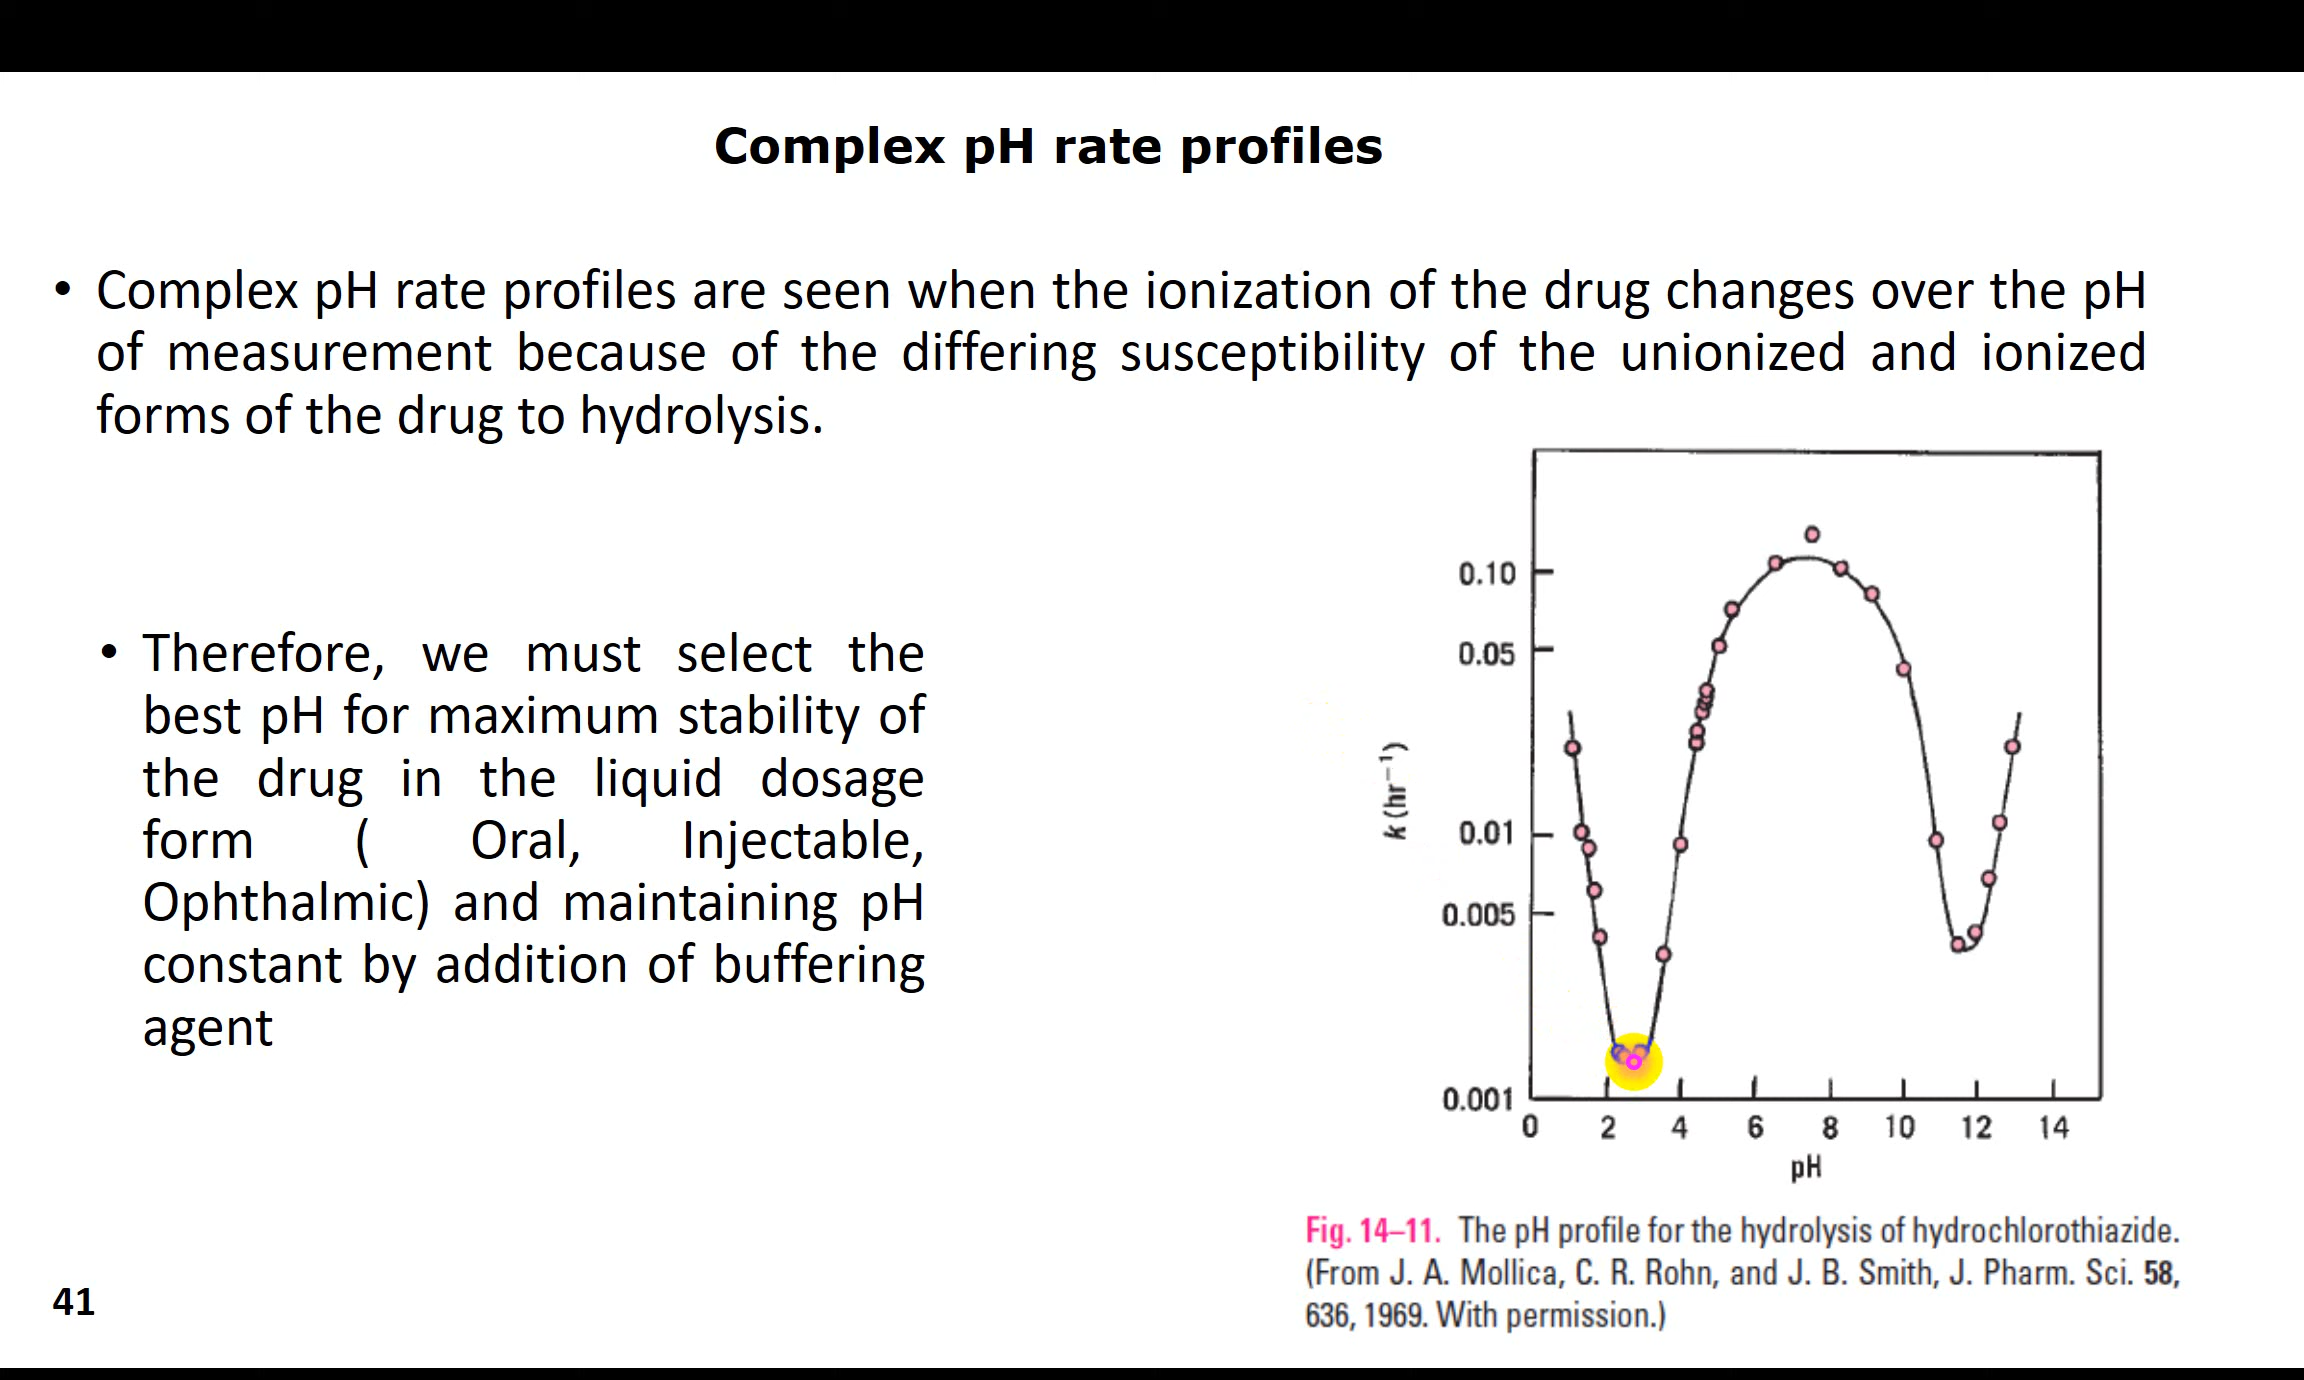 Complex pH rate profiles
• Complex pH rate profiles are seen when the ionization of the drug changes over the pH
of measurement because of the differing susceptibility of the unionized and ionized
forms of the drug to hydrolysis.
• Therefore, we must select the
best pH for maximum stability of
the drug in the liquid dosage
form ( Oral, Injectable,
Ophthalmic) and maintaining pH
constant by addition of buffering
agent
0.10
0.05
0.01
0.005
0.001
k (hr⁻¹)
0 2 4 6 8 10 12 14
pH
Fig. 14–11. The pH profile for the hydrolysis of hydrochlorothiazide.
(From J. A. Mollica, C. R. Rohn, and J. B. Smith, J. Pharm. Sci. 58,
636, 1969. With permission.)
41